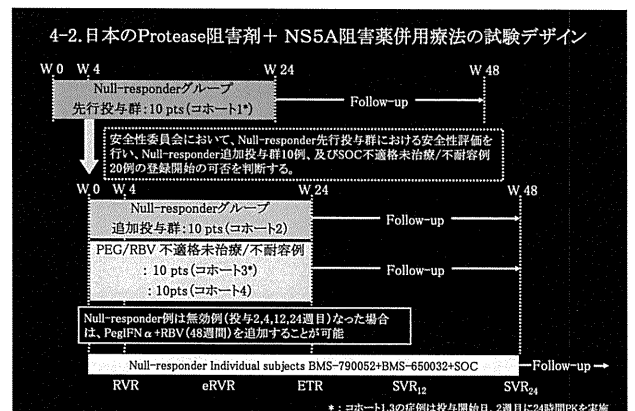 4-2.日本のProtease阻害剤+ NS5A阻害薬併用療法の試験デザイン
W 0 W 4 W 24 W 48
Null-responderグループ
先行投与群:10 pts(コホート1*)
Follow-up
安全性委員会において、Null-responder先行投与群における安全性評価を
行い、Null-responder追加投与群10例、及びSOC不適格未治療/不耐容例
20例の登録開始の可否を判断する。
W 0 W 4 W 24 W 48
Null-responderグループ
追加投与群:10 pts(コホート2)
Follow-up
PEG/RBV 不適格未治療/不耐容例
: 10 pts(コホート3*)
: 10pts(コホート4)
Follow-up
Null-responder例は無効例(投与2,4,12,24週目)なった場合
は、PegIFNα+RBV(48週間)を追加することが可能
Null-responder Individual subjects BMS-790052+BMS-650032+SOC
Follow-up
RVR eRVR ETR SVR12 SVR24
*:コホート1,3の症例は投与開始日、2週目に24時間PKを実施